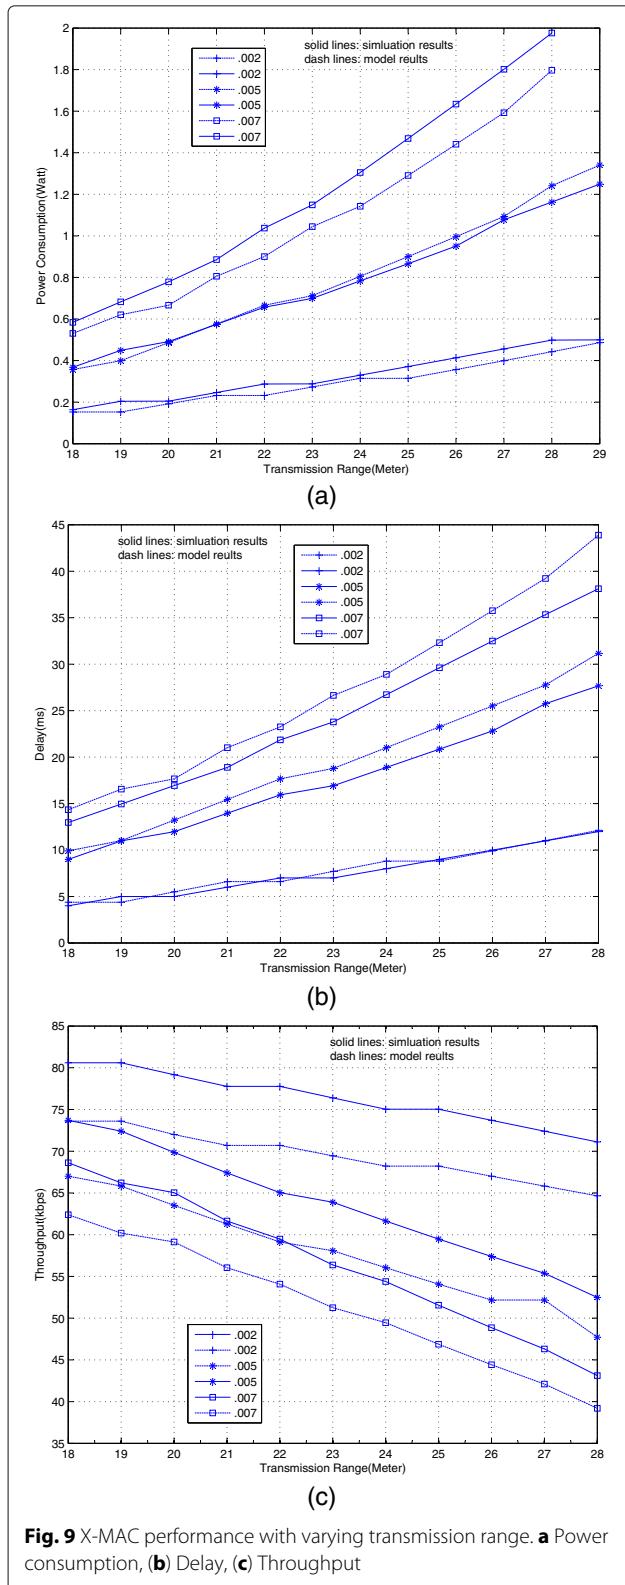 2
1.8
1.6
1.4
1.2
1
0.8
0.6
0.4
0.2
0
Power Consumption(Watt)
solid lines: simluation results
dash lines: model reults
.002
.002
.005
.005
.007
.007
18 19 20 21 22 23 24 25 26 27 28 29
Transmission Range(Meter)
(a)
45
40
35
30
25
20
15
10
5
0
Delay(ms)
solid lines: simluation results
dash lines: model reults
.002
.002
.005
.005
.007
.007
18 19 20 21 22 23 24 25 26 27 28
Transmission Range(Meter)
(b)
85
80
75
70
65
60
55
50
45
40
35
Throughput(kbps)
solid lines: simluation results
dash lines: model reults
.002
.002
.005
.005
.007
.007
18 19 20 21 22 23 24 25 26 27 28
Transmission Range(Meter)
(c)
Fig. 9 X-MAC performance with varying transmission range. a Power
consumption, (b) Delay, (c) Throughput